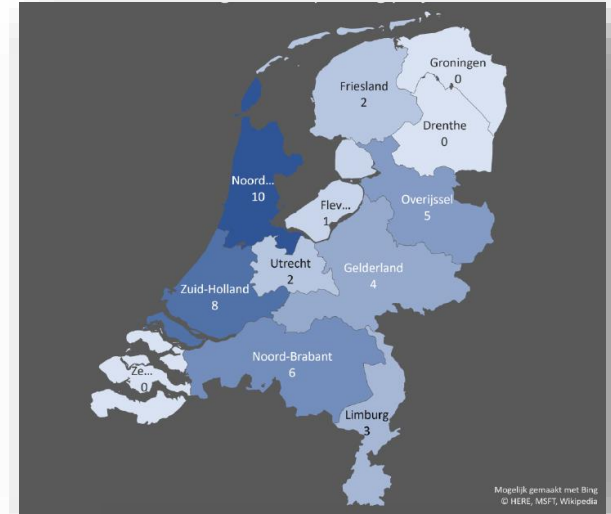 Groningen
0
Friesland
2
Drenthe
0
Noord...
10
Flev...
1
Overijssel
5
Utrecht
2
Gelderland
4
Zuid-Holland
8
Noord-Brabant
6
Ze...
0
Limburg
3
Mogelijk gemaakt met Bing
© HERE, MSFT, Wikipedia